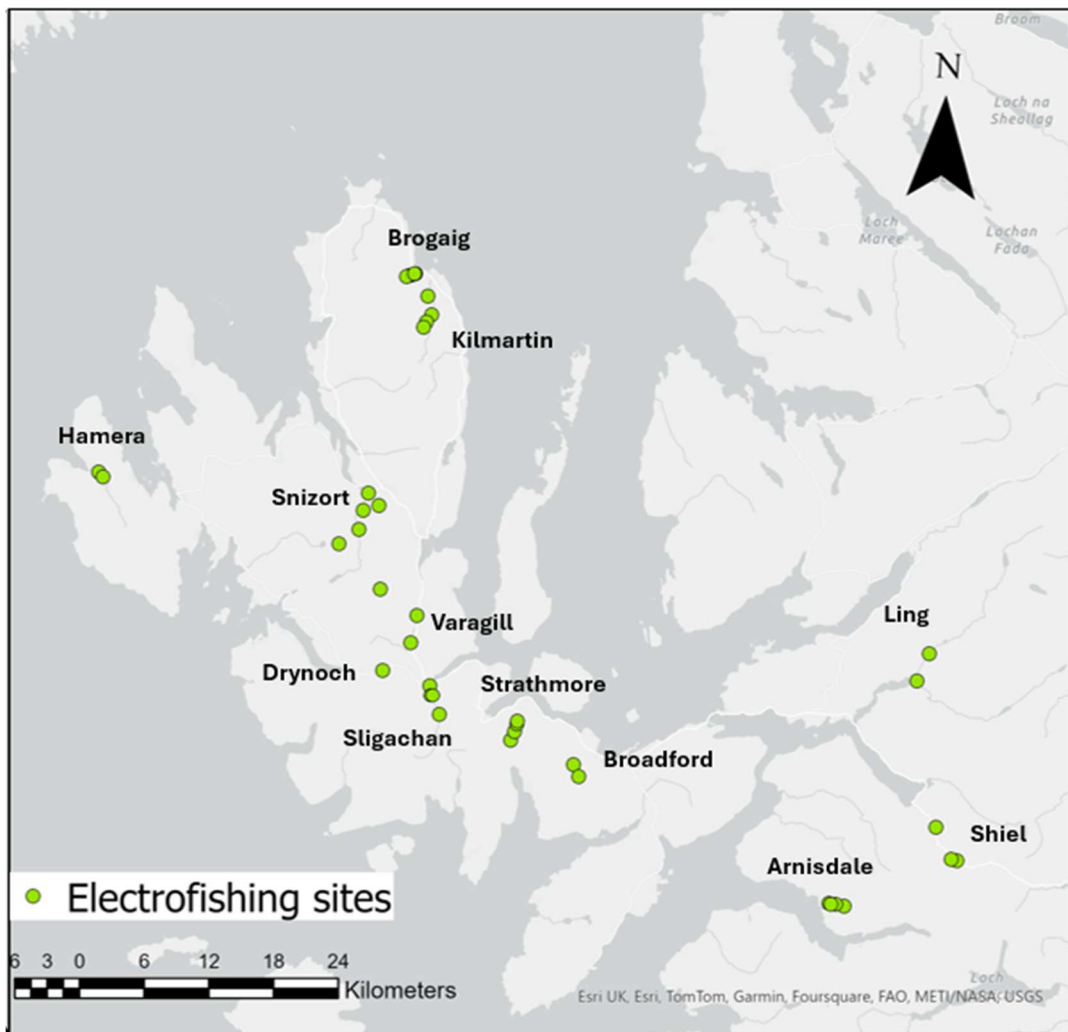 Broom
N
Loch na
Sheallag
Loch
Maree
Lochan
Fada
Brogaig
Kilmartin
Hamera
Snizort
Varagill
Ling
Drynoch
Strathmore
Sligachan
Broadford
Shiel
Arnisdale
Electrofishing sites
6 3 0 6 12 18 24
Kilometers
Loch
Esri UK, Esri, TomTom, Garmin, Foursquare, FAO, METI/NASA, USGS